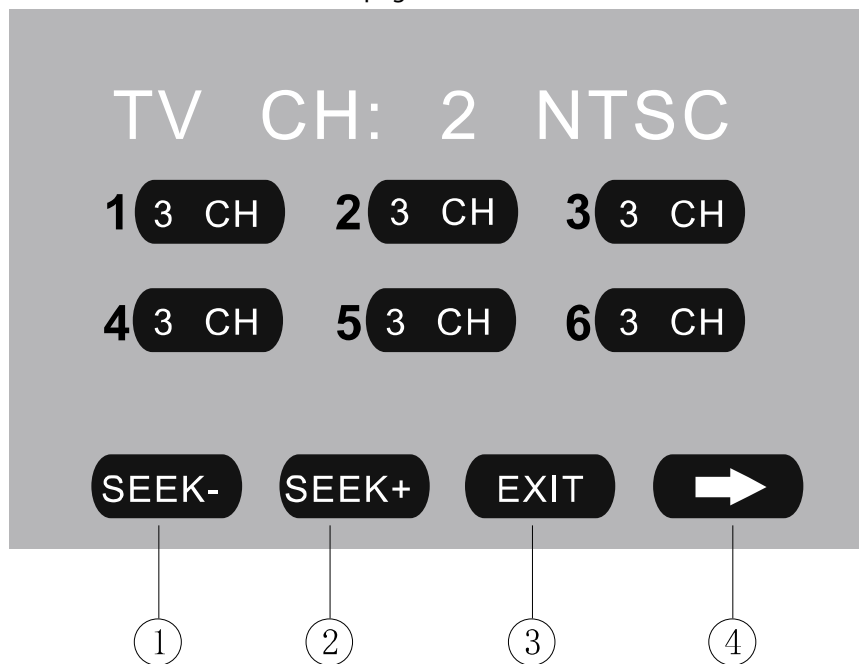 TV CH: 2 NTSC
1 3 CH 2 3 CH 3 3 CH
4 3 CH 5 3 CH 6 3 CH
SEEK- SEEK+ EXIT
① ② ③ ④